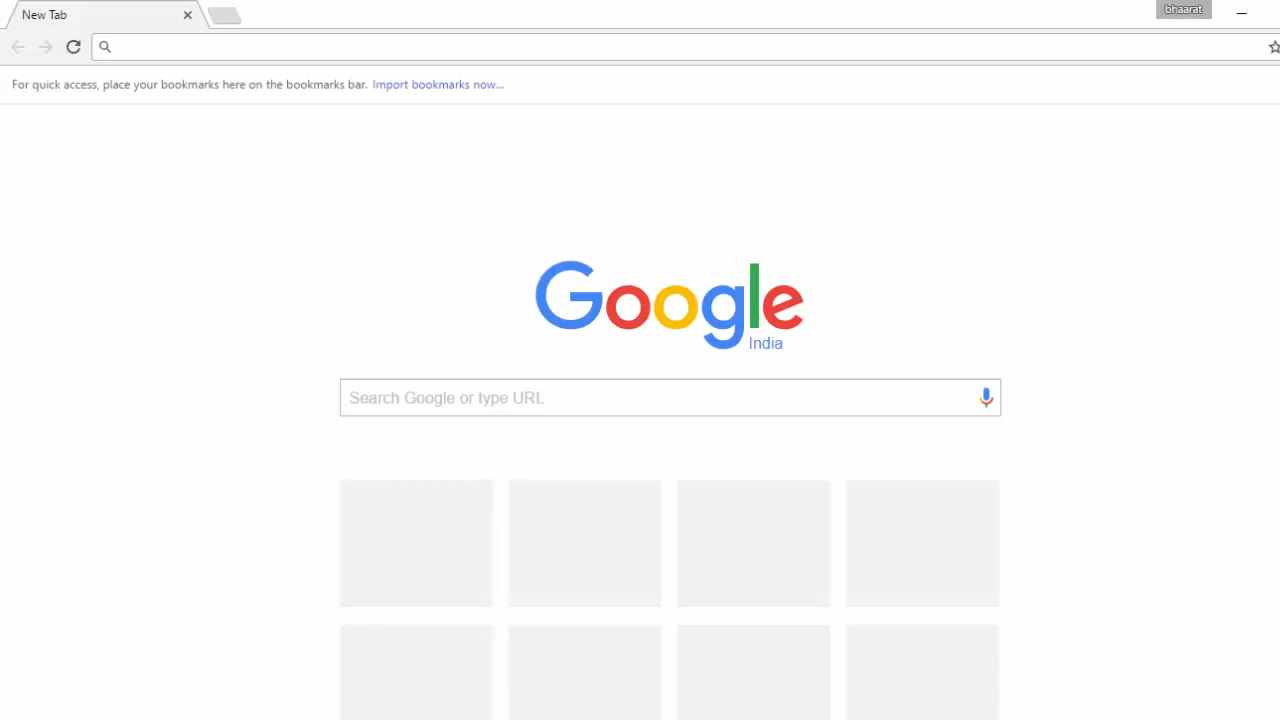 New Tab
bhaarat
For quick access, place your bookmarks here on the bookmarks bar. Import bookmarks now...
Google
India
Search Google or type URL